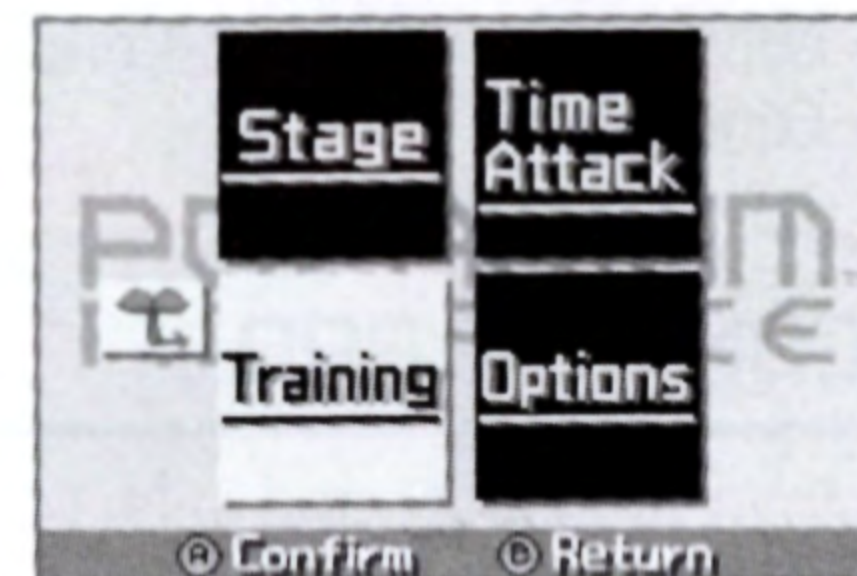 Stage
Time
Attack
Training
Options
Ⓐ Confirm
Ⓑ Return